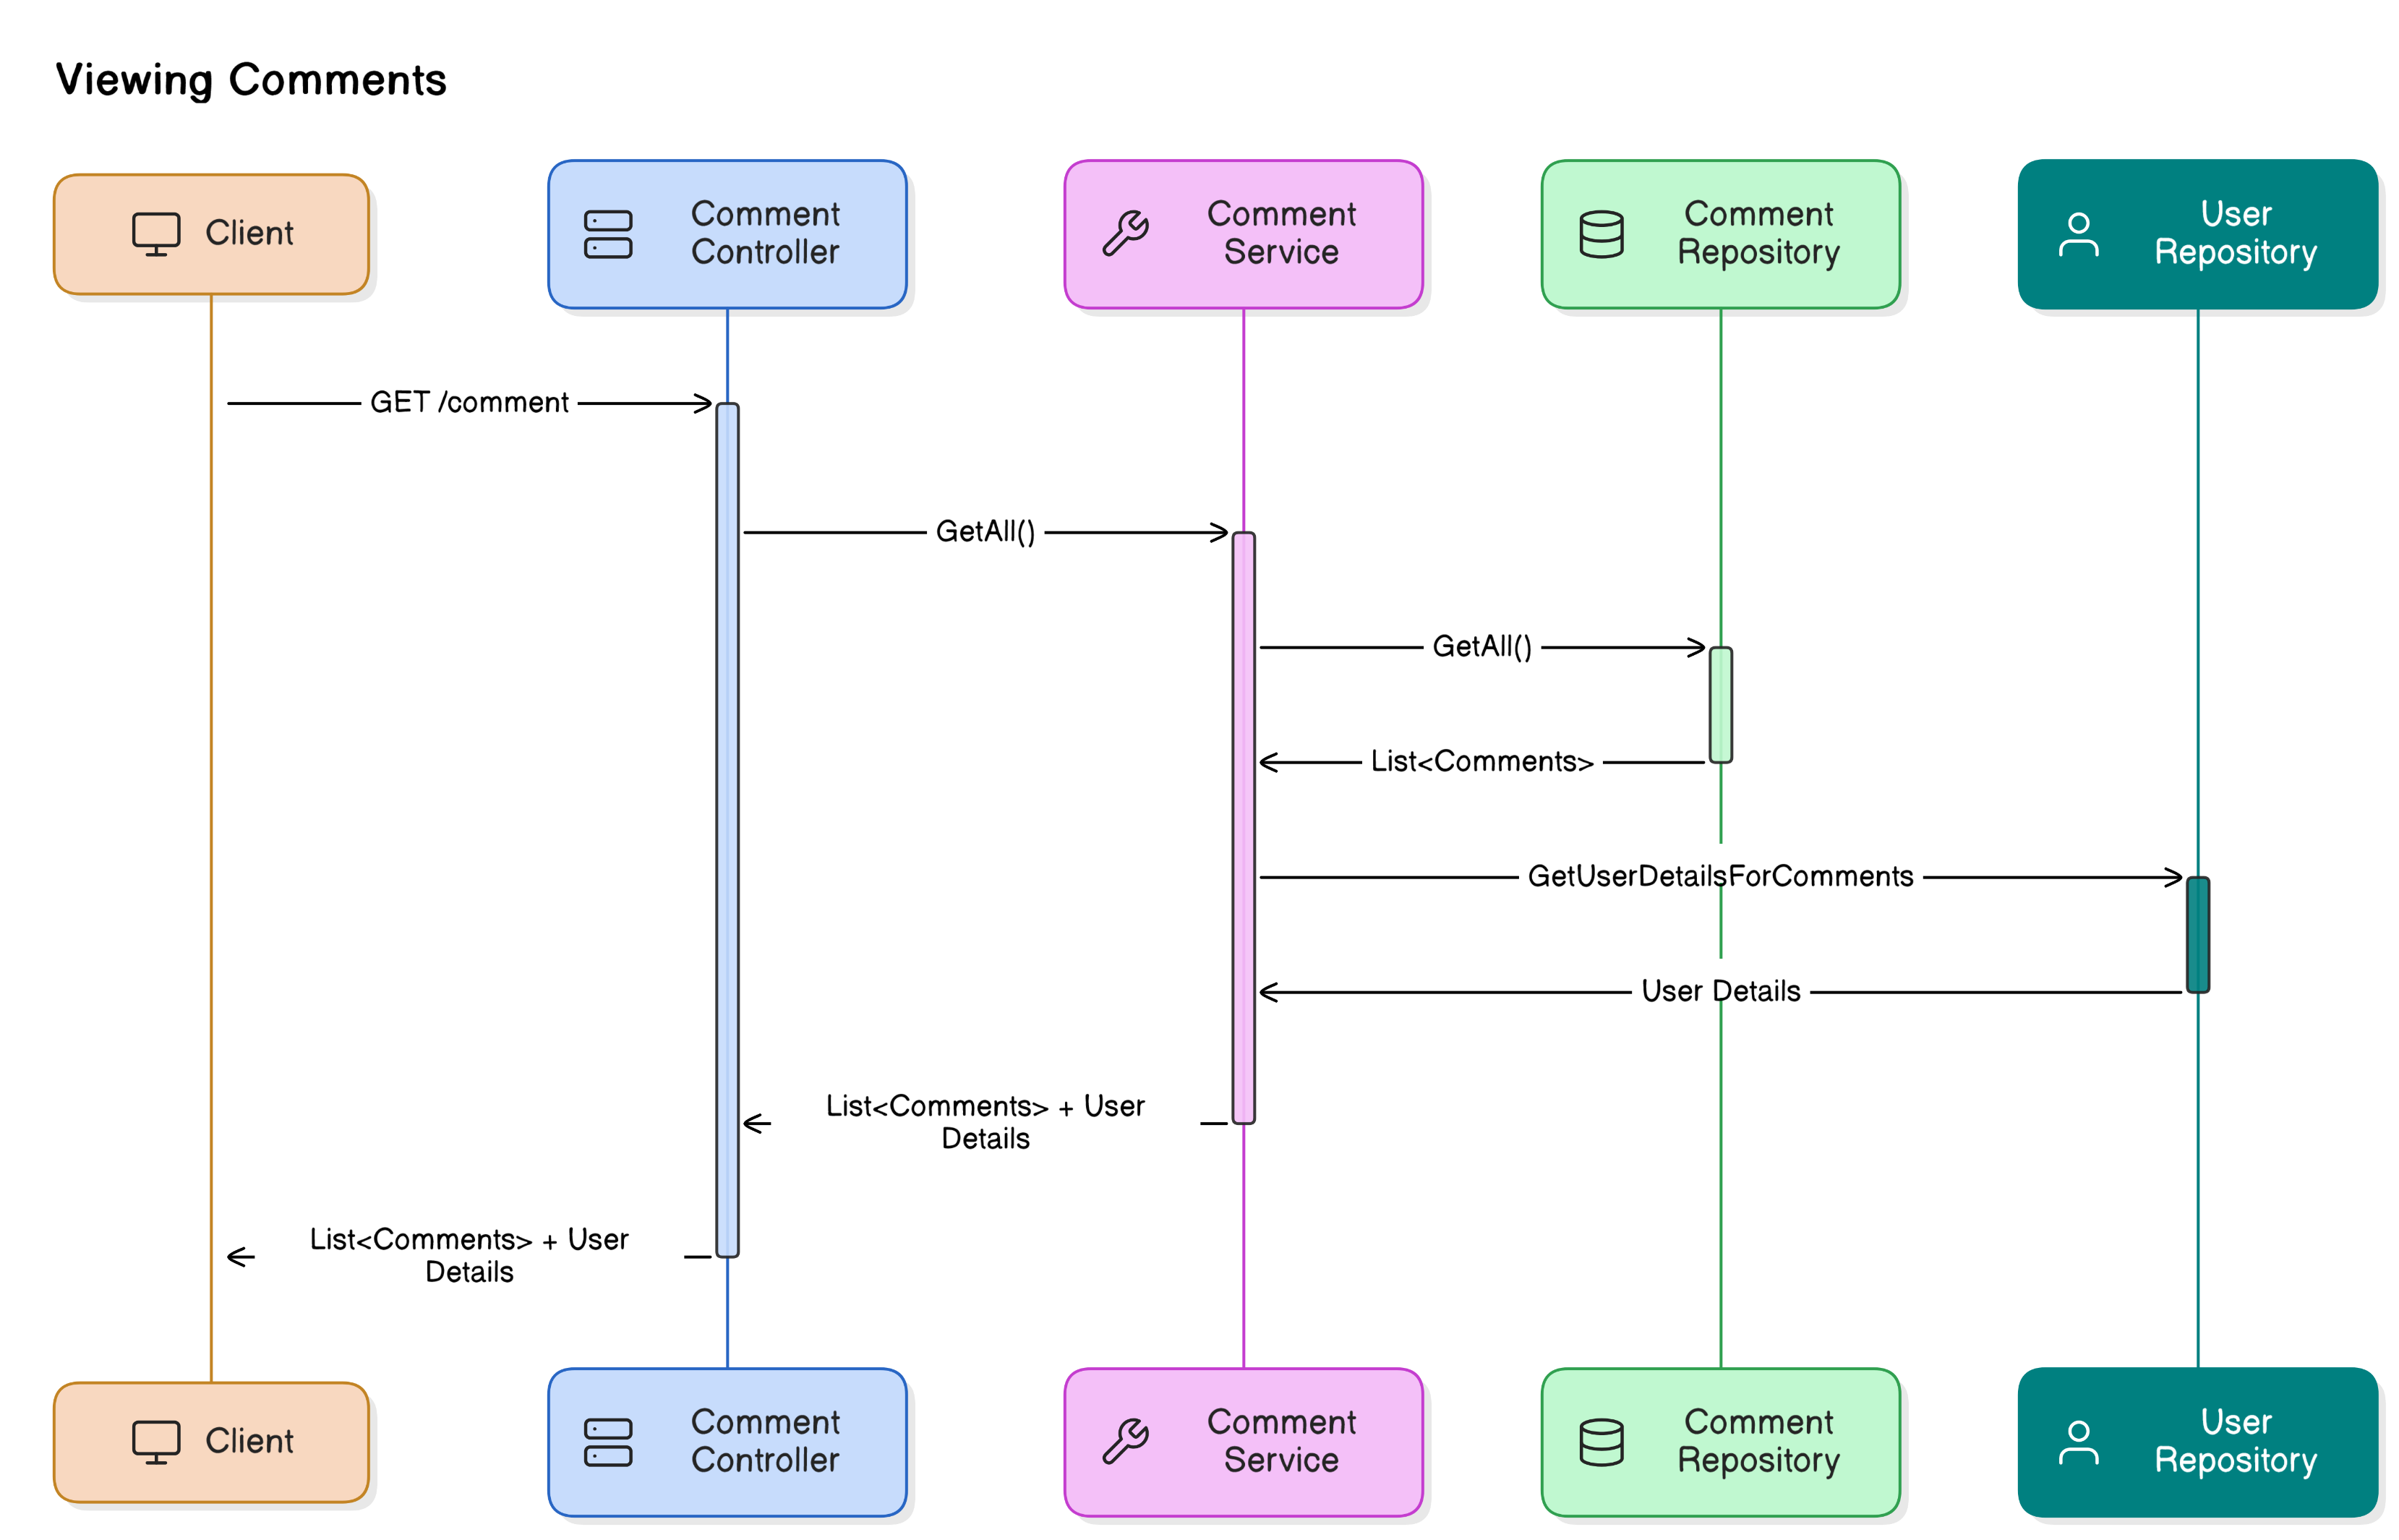 Viewing Comments
Client
Comment
Controller
Comment
Service
Comment
Repository
User
Repository
GET /comment
GetAll()
GetAll()
List<Comments>
GetUserDetailsForComments
User Details
List<Comments> + User
Details
List<Comments> + User
Details
Client
Comment
Controller
Comment
Service
Comment
Repository
User
Repository